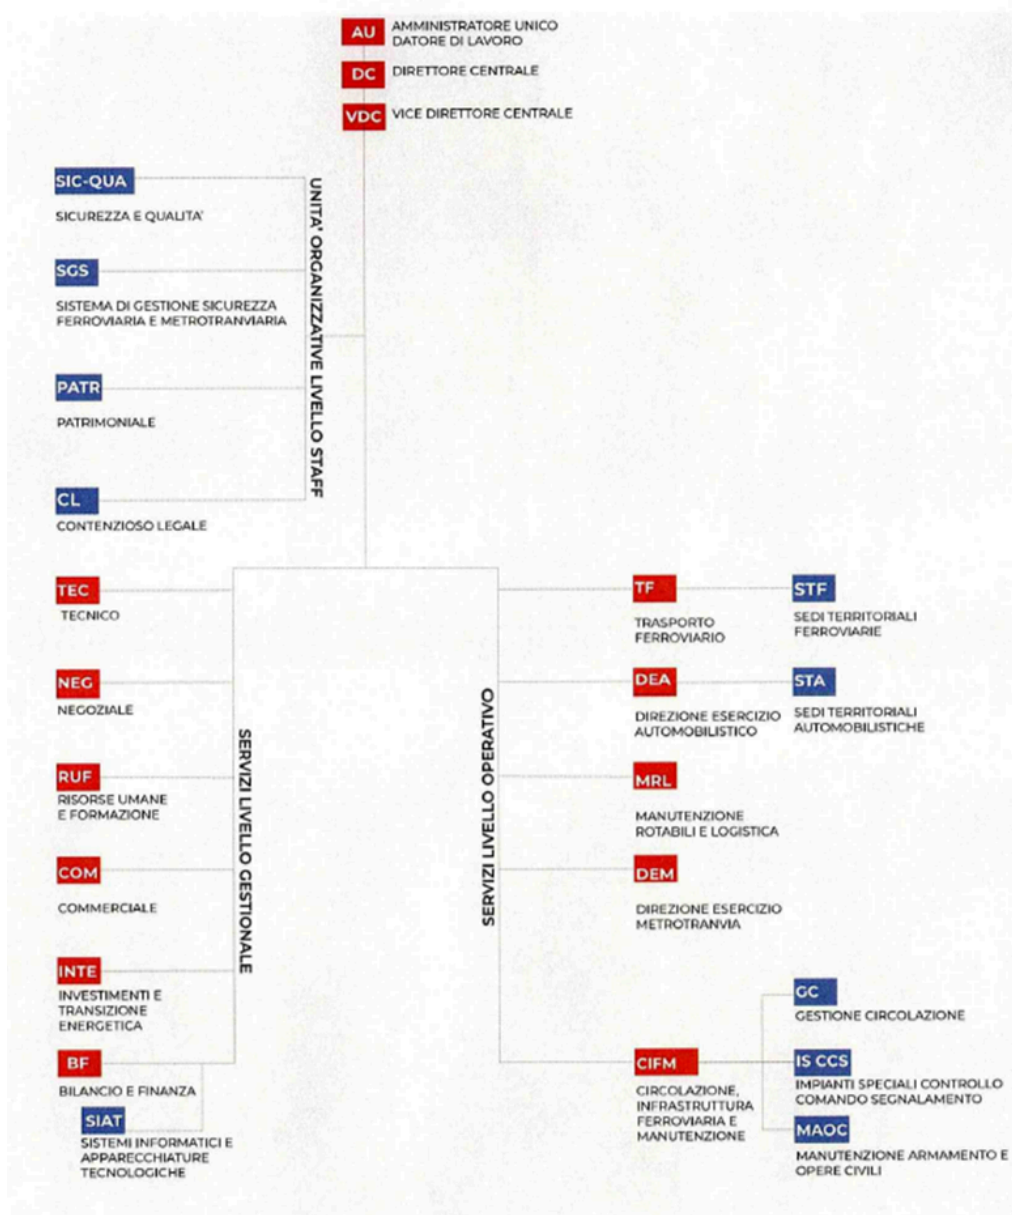 AU
AMMINISTRATORE UNICO
DATORE DI LAVORO
DC
DIRETTORE CENTRALE
VDC
VICE DIRETTORE CENTRALE
UNITA' ORGANIZZATIVE LIVELLO STAFF
SIC-QUA
SICUREZZA E QUALITA'
SGS
SISTEMA DI GESTIONE SICUREZZA
FERROVIARIA E METROTRANVIARIA
PATR
PATRIMONIALE
CL
CONTENZIOSO LEGALE
SERVIZI LIVELLO GESTIONALE
TEC
TECNICO
NEG
NEGOZIALE
RUF
RISORSE UMANE
E FORMAZIONE
COM
COMMERCIALE
INTE
INVESTIMENTI E
TRANSIZIONE
ENERGETICA
BF
BILANCIO E FINANZA
SIAT
SISTEMI INFORMATICI E
APPARECCHIATURE
TECNOLOGICHE
SERVIZI LIVELLO OPERATIVO
TF
TRASPORTO
FERROVIARIO
STF
SEDI TERRITORIALI
FERROVIARIE
DEA
DIREZIONE ESERCIZIO
AUTOMOBILISTICO
STA
SEDI TERRITORIALI
AUTOMOBILISTICHE
MRL
MANUTENZIONE
ROTABILI E LOGISTICA
DEM
DIREZIONE ESERCIZIO
METROTRANVIA
CIFM
CIRCOLAZIONE,
INFRASTRUTTURA
FERROVIARIA E
MANUTENZIONE
GC
GESTIONE CIRCOLAZIONE
IS CCS
IMPIANTI SPECIALI CONTROLLO
COMANDO SEGNALAMENTO
MAOC
MANUTENZIONE ARMAMENTO E
OPERE CIVILI